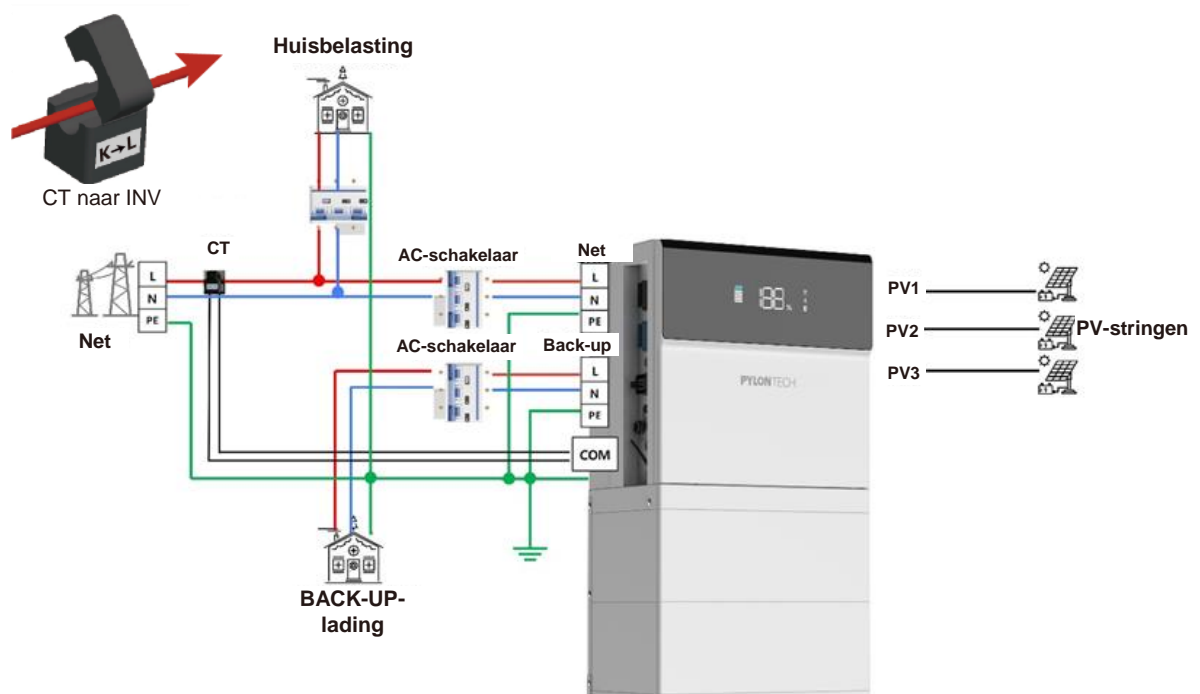 Huisbelasting
K→L
CT naar INV
CT
AC-schakelaar
Net
L
N
PE
Net
L
N
PE
AC-schakelaar
Back-up
L
N
PE
COM
188 %
PYLONTECH
PV1
PV2
PV-stringen
PV3
BACK-UP-
lading